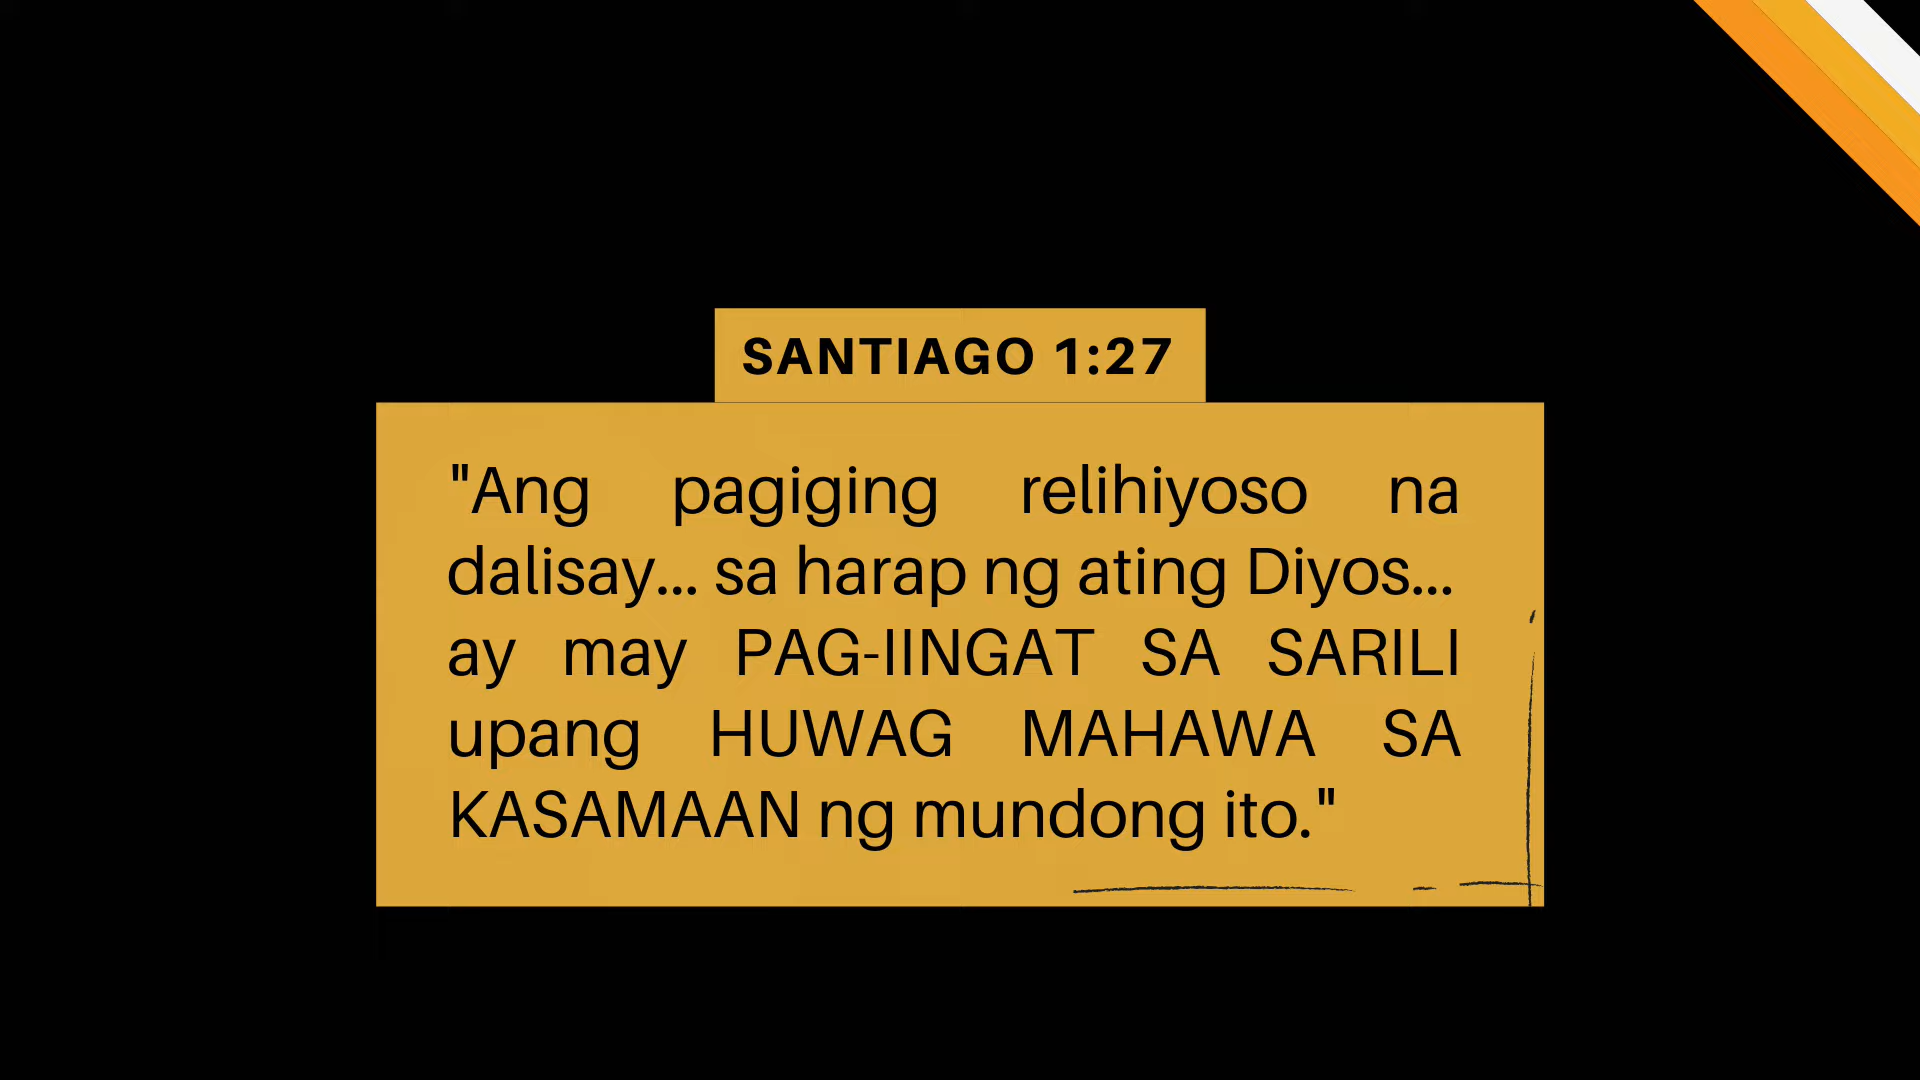 SANTIAGO 1:27
"Ang pagiging relihiyoso na
dalisay... sa harap ng ating Diyos...
ay may PAG-IINGAT SA SARILI
upang HUWAG MAHAWA SA
KASAMAAN ng mundong ito."